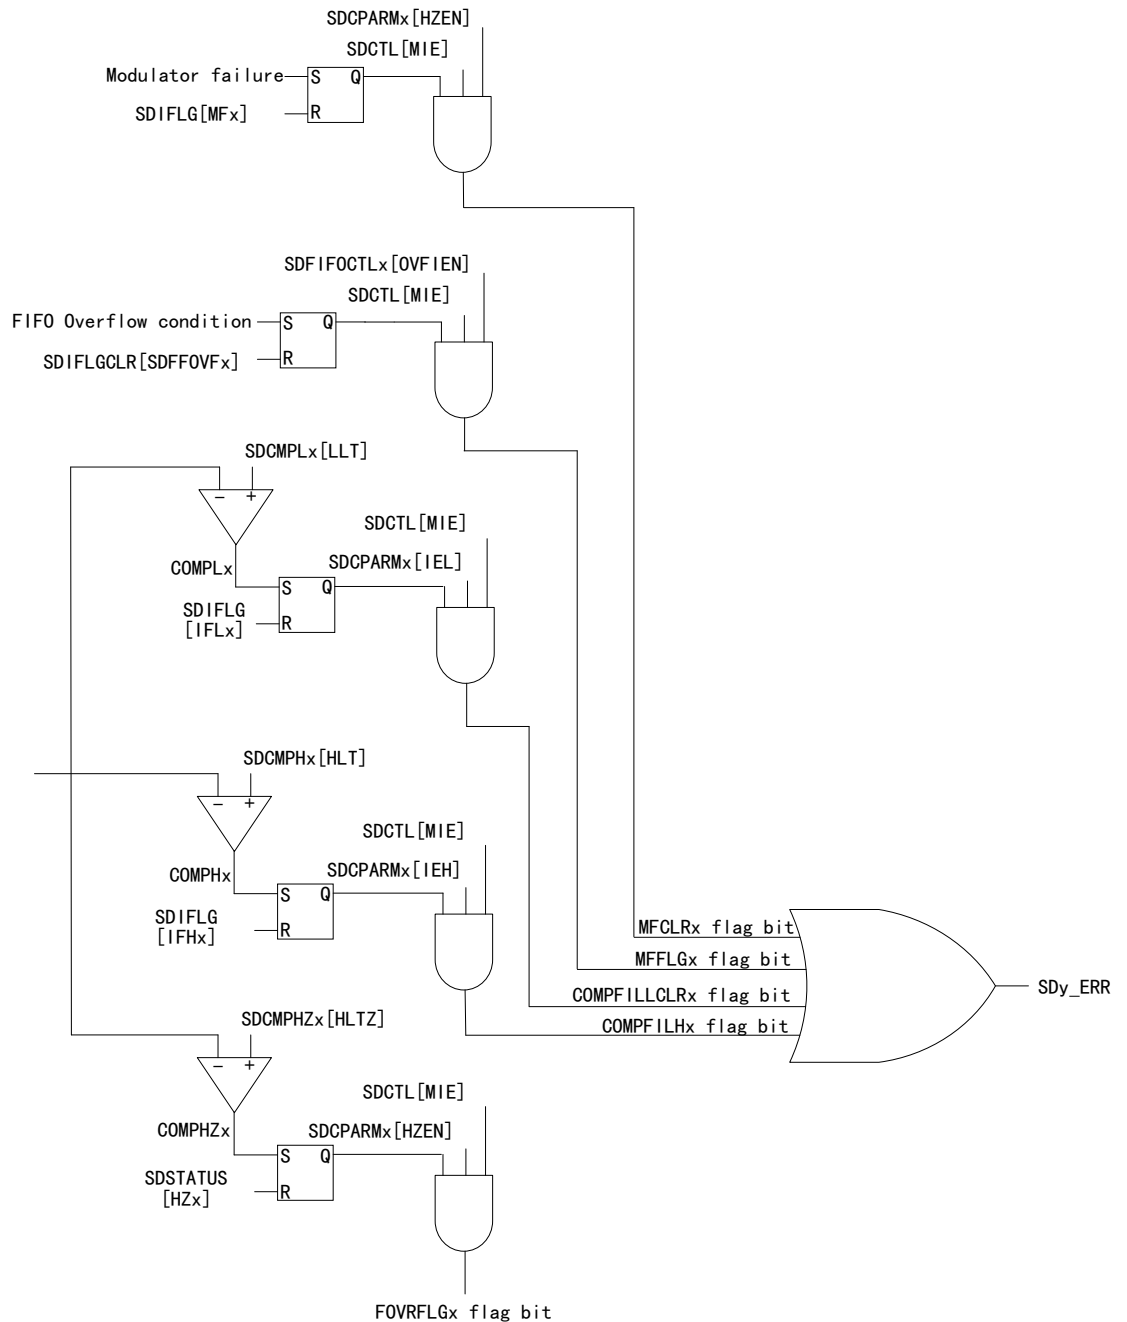 SDCPARMx[HZEN]
SDCTL[MIE]
Modulator failure
S Q
SDIFLG[MFx]
R
SDFIFOCTLx[OVFIEN]
SDCTL[MIE]
FIFO Overflow condition
S Q
SDIFLGCLR[SDFFOVFx]
R
SDCMPLx[LLT]
− +
SDCTL[MIE]
COMPLx
SDCPARMx[IEL]
S Q
SDIFLG
[IFLx]
R
SDCMPHx[HLT]
− +
SDCTL[MIE]
COMPHx
SDCPARMx[IEH]
S Q
SDIFLG
[IFHx]
R
MFCLRx flag bit
MFFLGx flag bit
COMPFILLCLRx flag bit
COMPFILHx flag bit
SDy_ERR
SDCMPHZx[HLTZ]
− +
SDCTL[MIE]
COMPHZx
SDCPARMx[HZEN]
S Q
SDSTATUS
[HZx]
R
FOVRFLGx flag bit